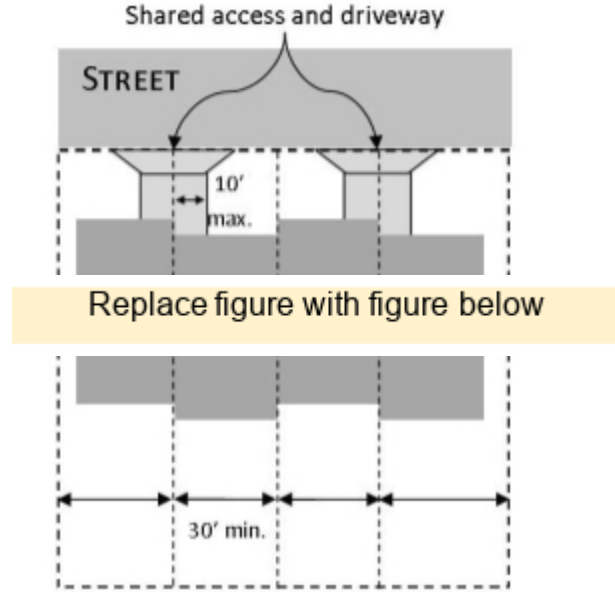 Shared access and driveway
STREET
10'
max.
Replace figure with figure below
30' min.